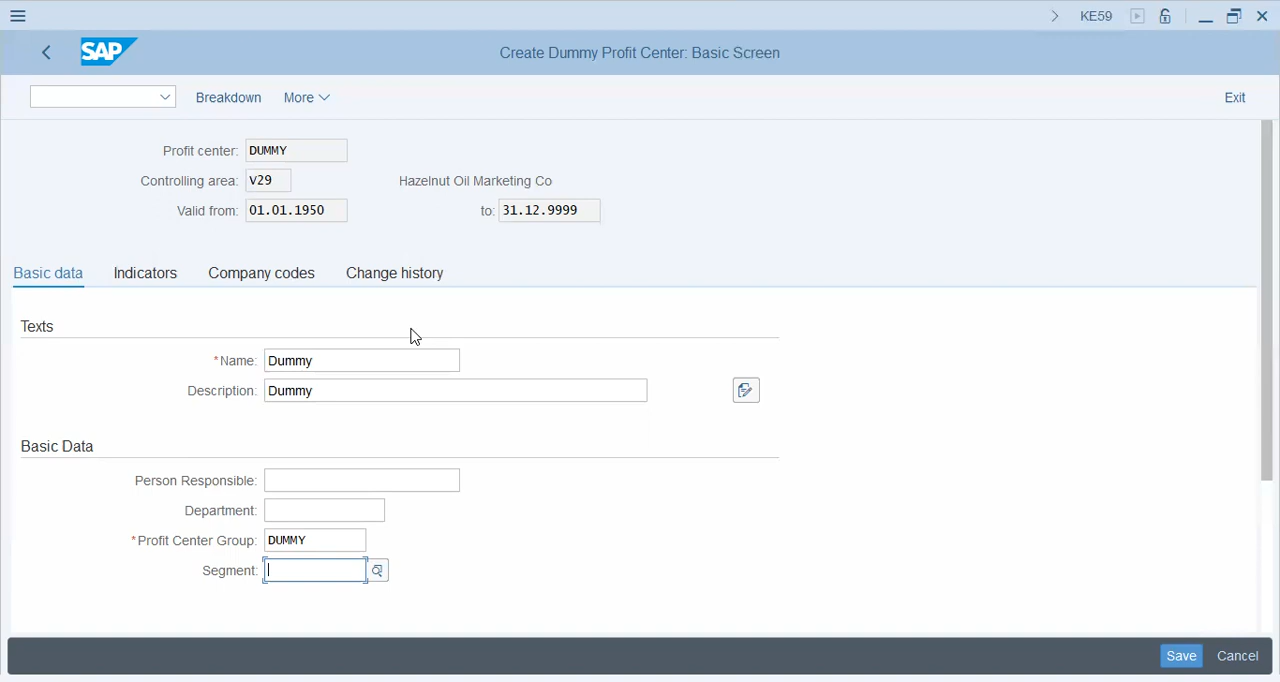 KE59
SAP Create Dummy Profit Center: Basic Screen
Breakdown More Exit
Profit center: DUMMY
Controlling area: V29 Hazelnut Oil Marketing Co
Valid from: 01.01.1950 to: 31.12.9999
Basic data Indicators Company codes Change history
Texts
*Name: Dummy
Description: Dummy
Basic Data
Person Responsible:
Department:
*Profit Center Group: DUMMY
Segment:
Save Cancel